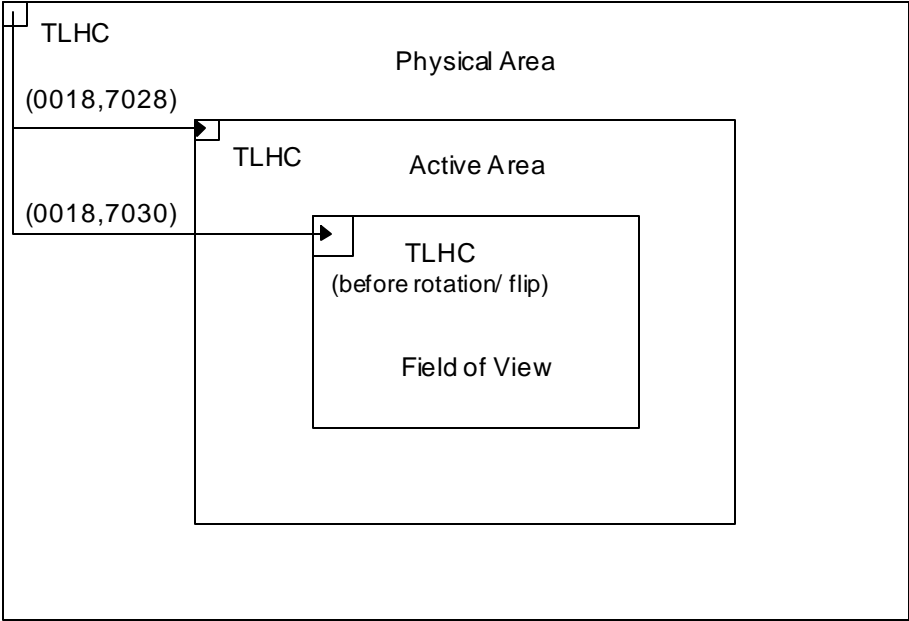 TLHC
Physical Area
(0018,7028)
TLHC
Active Area
(0018,7030)
TLHC
(before rotation/ flip)
Field of View